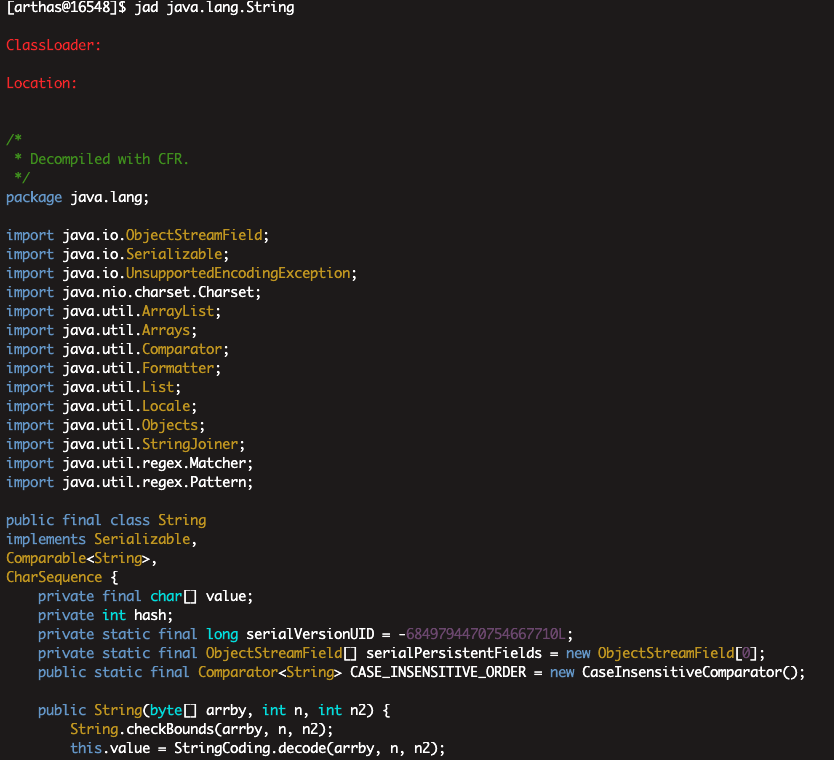 [arthas@16548]$ jad java.lang.String
ClassLoader:
Location:
/*
 * Decompiled with CFR.
 */
package java.lang;
import java.io.ObjectStreamField;
import java.io.Serializable;
import java.io.UnsupportedEncodingException;
import java.nio.charset.Charset;
import java.util.ArrayList;
import java.util.Arrays;
import java.util.Comparator;
import java.util.Formatter;
import java.util.List;
import java.util.Locale;
import java.util.Objects;
import java.util.StringJoiner;
import java.util.regex.Matcher;
import java.util.regex.Pattern;
public final class String
implements Serializable,
Comparable<String>,
CharSequence {
    private final char[] value;
    private int hash;
    private static final long serialVersionUID = -6849794470754667710L;
    private static final ObjectStreamField[] serialPersistentFields = new ObjectStreamField[0];
    public static final Comparator<String> CASE_INSENSITIVE_ORDER = new CaseInsensitiveComparator();
    public String(byte[] arrby, int n, int n2) {
        String.checkBounds(arrby, n, n2);
        this.value = StringCoding.decode(arrby, n, n2);